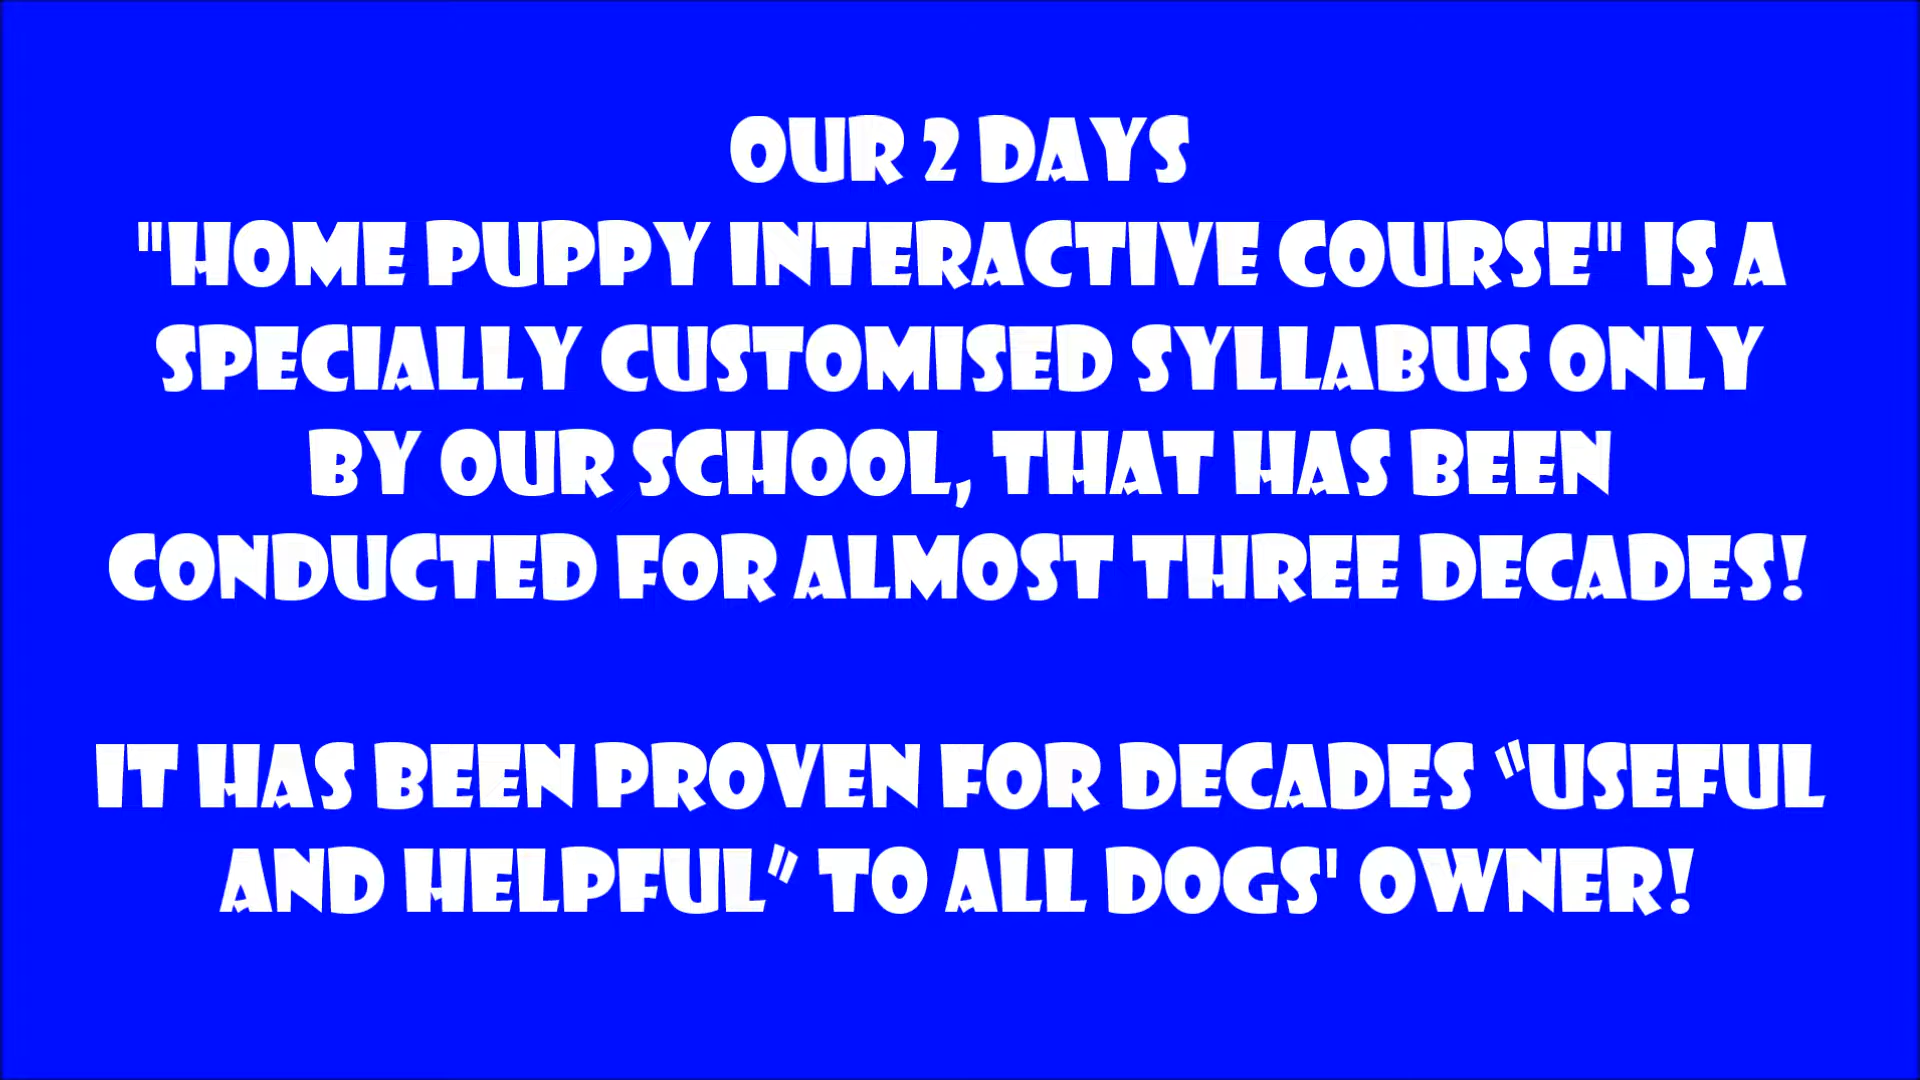 OUR 2 DAYS
"HOME PUPPY INTERACTIVE COURSE" IS A
SPECIALLY CUSTOMISED SYLLABUS ONLY
BY OUR SCHOOL, THAT HAS BEEN
CONDUCTED FOR ALMOST THREE DECADES!
IT HAS BEEN PROVEN FOR DECADES “USEFUL
AND HELPFUL” TO ALL DOGS' OWNER!